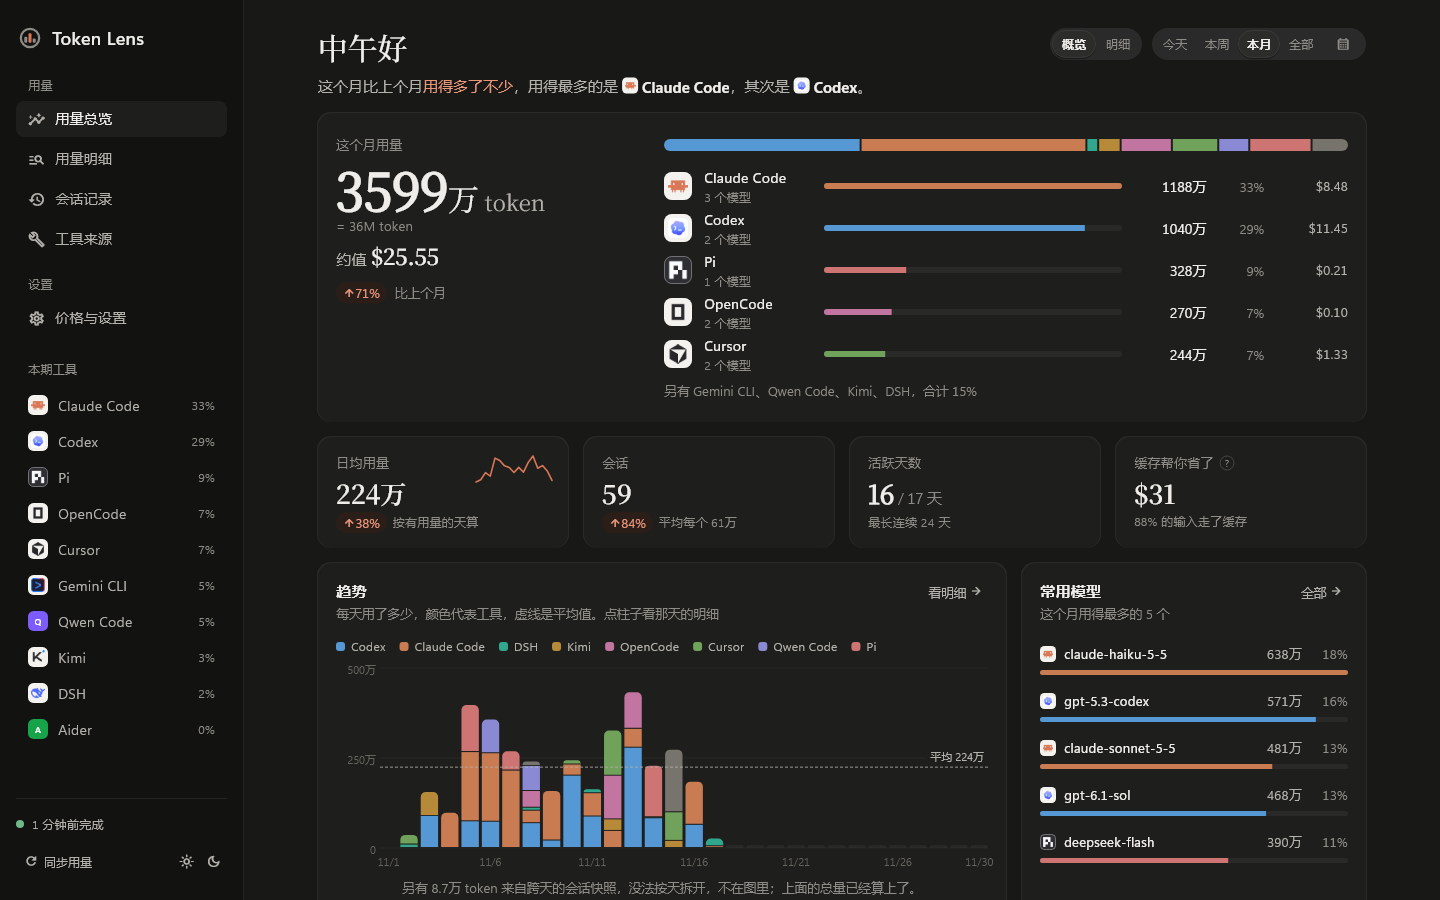 Token Lens
用量
用量总览
用量明细
会话记录
工具来源
设置
价格与设置
本期工具
Claude Code 33%
Codex 29%
Pi 9%
OpenCode 7%
Cursor 7%
Gemini CLI 5%
Qwen Code 5%
Kimi 3%
DSH 2%
Aider 0%
1 分钟前完成
同步用量
中午好
概览 明细 今天 本周 本月 全部
这个月比上个月用得多了不少，用得最多的是 Claude Code，其次是 Codex。
这个月用量
3599万 token
= 36M token
约值 $25.55
↑71% 比上个月
Claude Code 1188万 33% $8.48
3 个模型
Codex 1040万 29% $11.45
2 个模型
Pi 328万 9% $0.21
1 个模型
OpenCode 270万 7% $0.10
2 个模型
Cursor 244万 7% $1.33
2 个模型
另有 Gemini CLI、Qwen Code、Kimi、DSH，合计 15%
日均用量
224万
↑38% 按有用量的天算
会话
59
↑84% 平均每个 61万
活跃天数
16 / 17 天
最长连续 24 天
缓存帮你省了 ?
$31
88% 的输入走了缓存
趋势
看明细 →
每天用了多少，颜色代表工具，虚线是平均值。点柱子看那天的明细
Codex Claude Code DSH Kimi OpenCode Cursor Qwen Code Pi
500万
250万
0
平均 224万
11/1 11/6 11/11 11/16 11/21 11/26 11/30
另有 8.7万 token 来自跨天的会话快照，没法按天拆开，不在图里；上面的总量已经算上了。
常用模型
全部 →
这个月用得最多的 5 个
claude-haiku-5-5 638万 18%
gpt-5.3-codex 571万 16%
claude-sonnet-5-5 481万 13%
gpt-6.1-sol 468万 13%
deepseek-flash 390万 11%